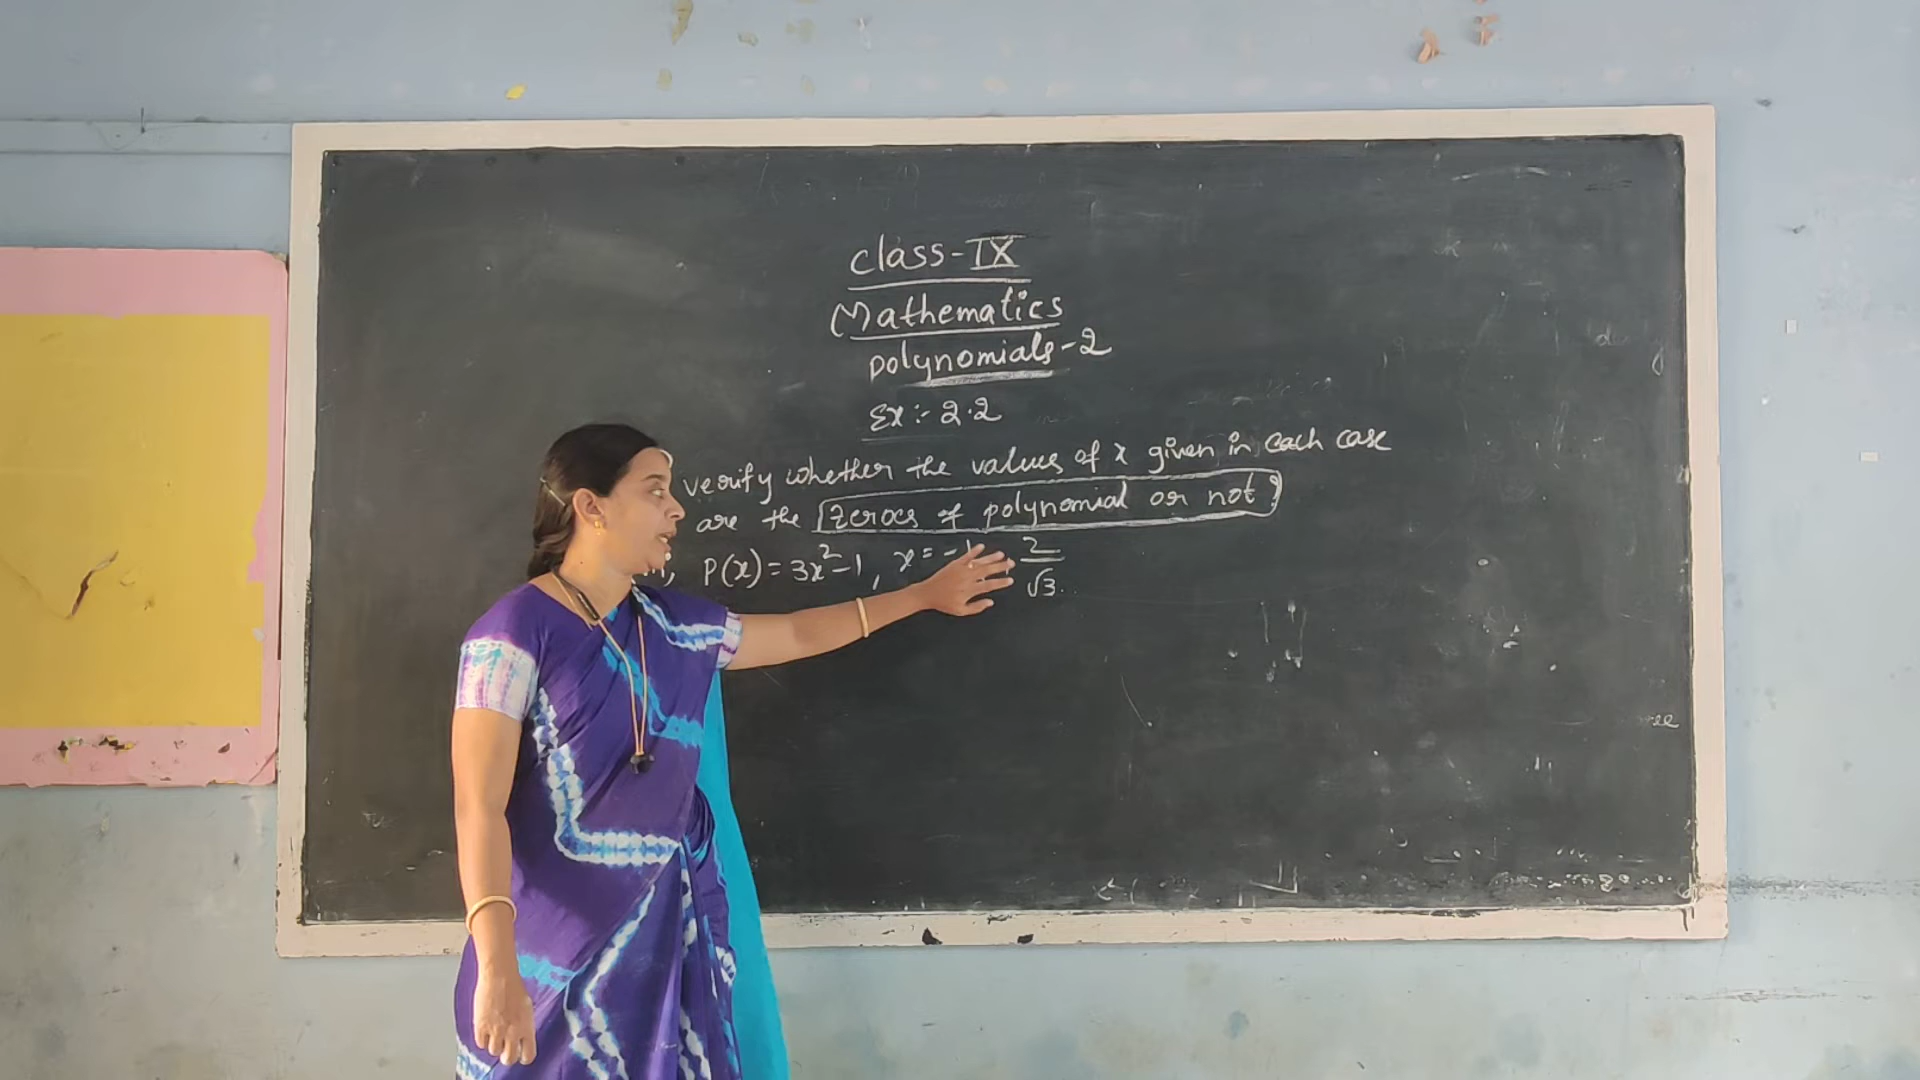 class-IX
Mathematics
polynomials-2
Ex:- 2.2
verify whether the values of x given in each case
are the zeroes of polynomial or not?
P(x) = 3x²-1, x = -1 2/√3.